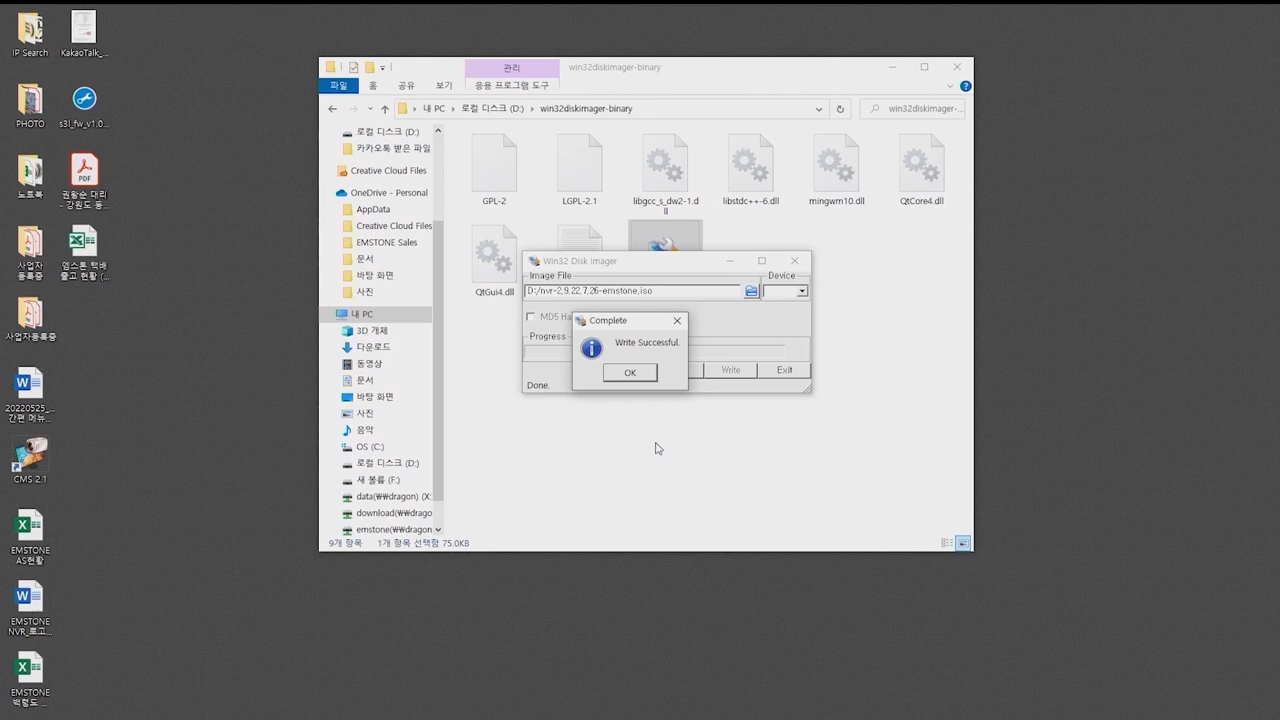 IP Search
KakaoTalk_...
PHOTO
s3l_fw_v1.0...
노트북
권왕순 대리
- 강원도 동...
사업자
등록증
엠스톤 택배
출고 현황 (...
사업자등록증
20220525_...
간편 메뉴...
CMS 2.1
EMSTONE
AS현황
EMSTONE
NVR_로고...
EMSTONE
백령도 ...
관리
win32diskimager-binary
파일
홈
공유
보기
응용 프로그램 도구
내 PC
로컬 디스크 (D:)
win32diskimager-binary
win32diskimager-...
로컬 디스크 (D:)
카카오톡 받은 파일
Creative Cloud Files
OneDrive - Personal
AppData
Creative Cloud Files
EMSTONE Sales
문서
바탕 화면
사진
내 PC
3D 개체
다운로드
동영상
문서
바탕 화면
사진
음악
OS (C:)
로컬 디스크 (D:)
새 볼륨 (F:)
data(₩₩dragon) (X:
download(₩₩drago
emstone(₩₩dragon
GPL-2
LGPL-2.1
libgcc_s_dw2-1.d
ll
libstdc++-6.dll
mingwm10.dll
QtCore4.dll
QtGui4.dll
Win32 Disk Imager
Image File
Device
D:/nvr-2.9.22.7.26-emstone.iso
MD5 Ha
Progress
Complete
Write Successful.
OK
Write
Exit
Done.
9개 항목
1개 항목 선택함 75.0KB